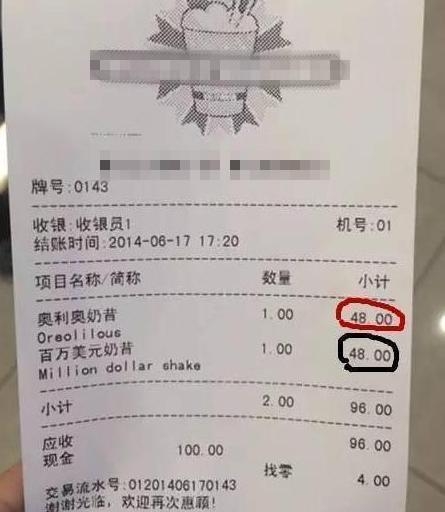 牌号:0143
收银:收银员1 机号:01
结账时间:2014-06-17 17:20
项目名称/简称 数量 小计
奥利奥奶昔 1.00 48.00
Oreolilous
百万美元奶昔 1.00 48.00
Million dollar shake
小计 2.00 96.00
应收 96.00
现金 100.00
找零 4.00
交易流水号:01201406170143
谢谢光临，欢迎再次惠顾!